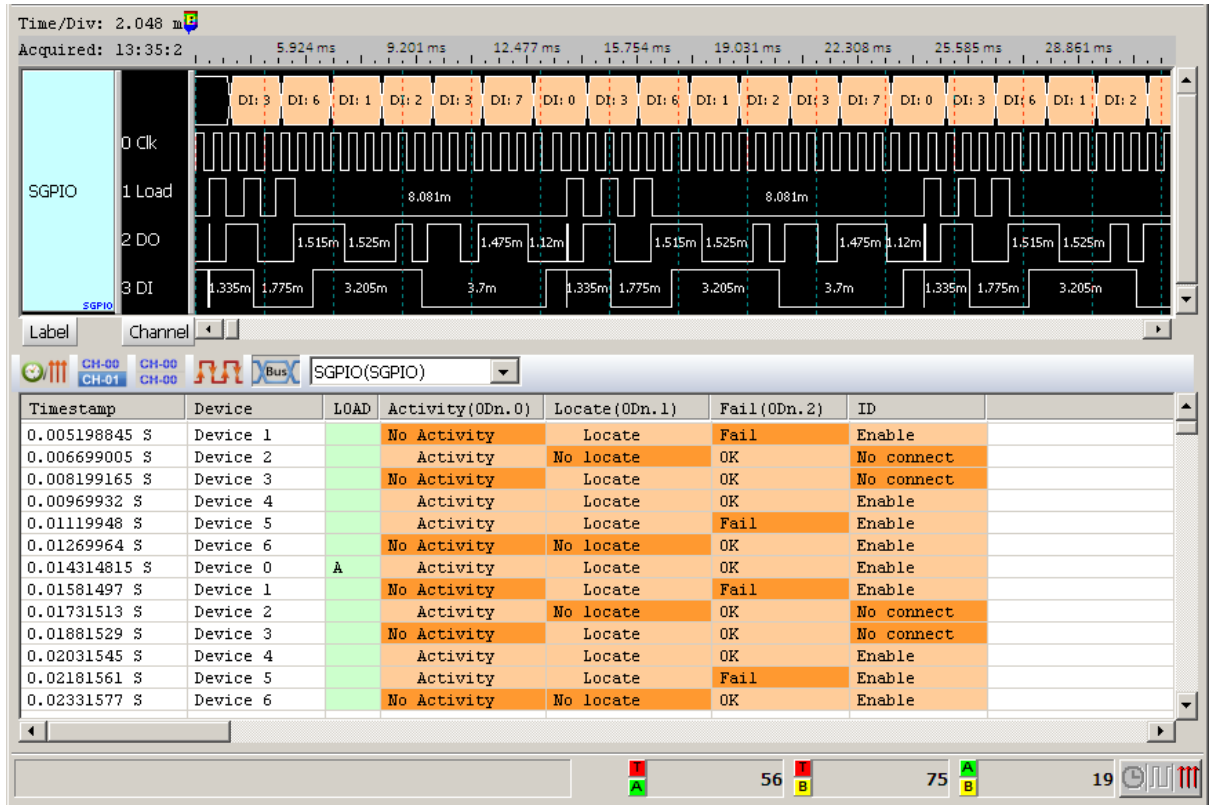 Time/Div: 2.048 m
Acquired: 13:35:2 5.924 ms 9.201 ms 12.477 ms 15.754 ms 19.031 ms 22.308 ms 25.585 ms 28.861 ms
DI: 3 DI: 6 DI: 1 DI: 2 DI: 3 DI: 7 DI: 0 DI: 3 DI: 6 DI: 1 DI: 2 DI: 3 DI: 7 DI: 0 DI: 3 DI: 6 DI: 1 DI: 2
0 Clk
SGPIO 1 Load 8.081m 8.081m
2 DO 1.515m 1.525m 1.475m 1.12m 1.515m 1.525m 1.475m 1.12m 1.515m 1.525m
3 DI 1.335m 1.775m 3.205m 3.7m 1.335m 1.775m 3.205m 3.7m 1.335m 1.775m 3.205m
SGPIO
Label Channel
CH-00 CH-00
CH-01 CH-00 Bus SGPIO(SGPIO)
Timestamp Device LOAD Activity(ODn.0) Locate(ODn.1) Fail(ODn.2) ID
0.005198845 S Device 1 No Activity Locate Fail Enable
0.006699005 S Device 2 Activity No locate OK No connect
0.008199165 S Device 3 No Activity Locate OK No connect
0.00969932 S Device 4 Activity Locate OK Enable
0.01119948 S Device 5 Activity Locate Fail Enable
0.01269964 S Device 6 No Activity No locate OK Enable
0.014314815 S Device 0 A Activity Locate OK Enable
0.01581497 S Device 1 No Activity Locate Fail Enable
0.01731513 S Device 2 Activity No locate OK No connect
0.01881529 S Device 3 No Activity Locate OK No connect
0.02031545 S Device 4 Activity Locate OK Enable
0.02181561 S Device 5 Activity Locate Fail Enable
0.02331577 S Device 6 No Activity No locate OK Enable
T A 56 T B 75 A B 19